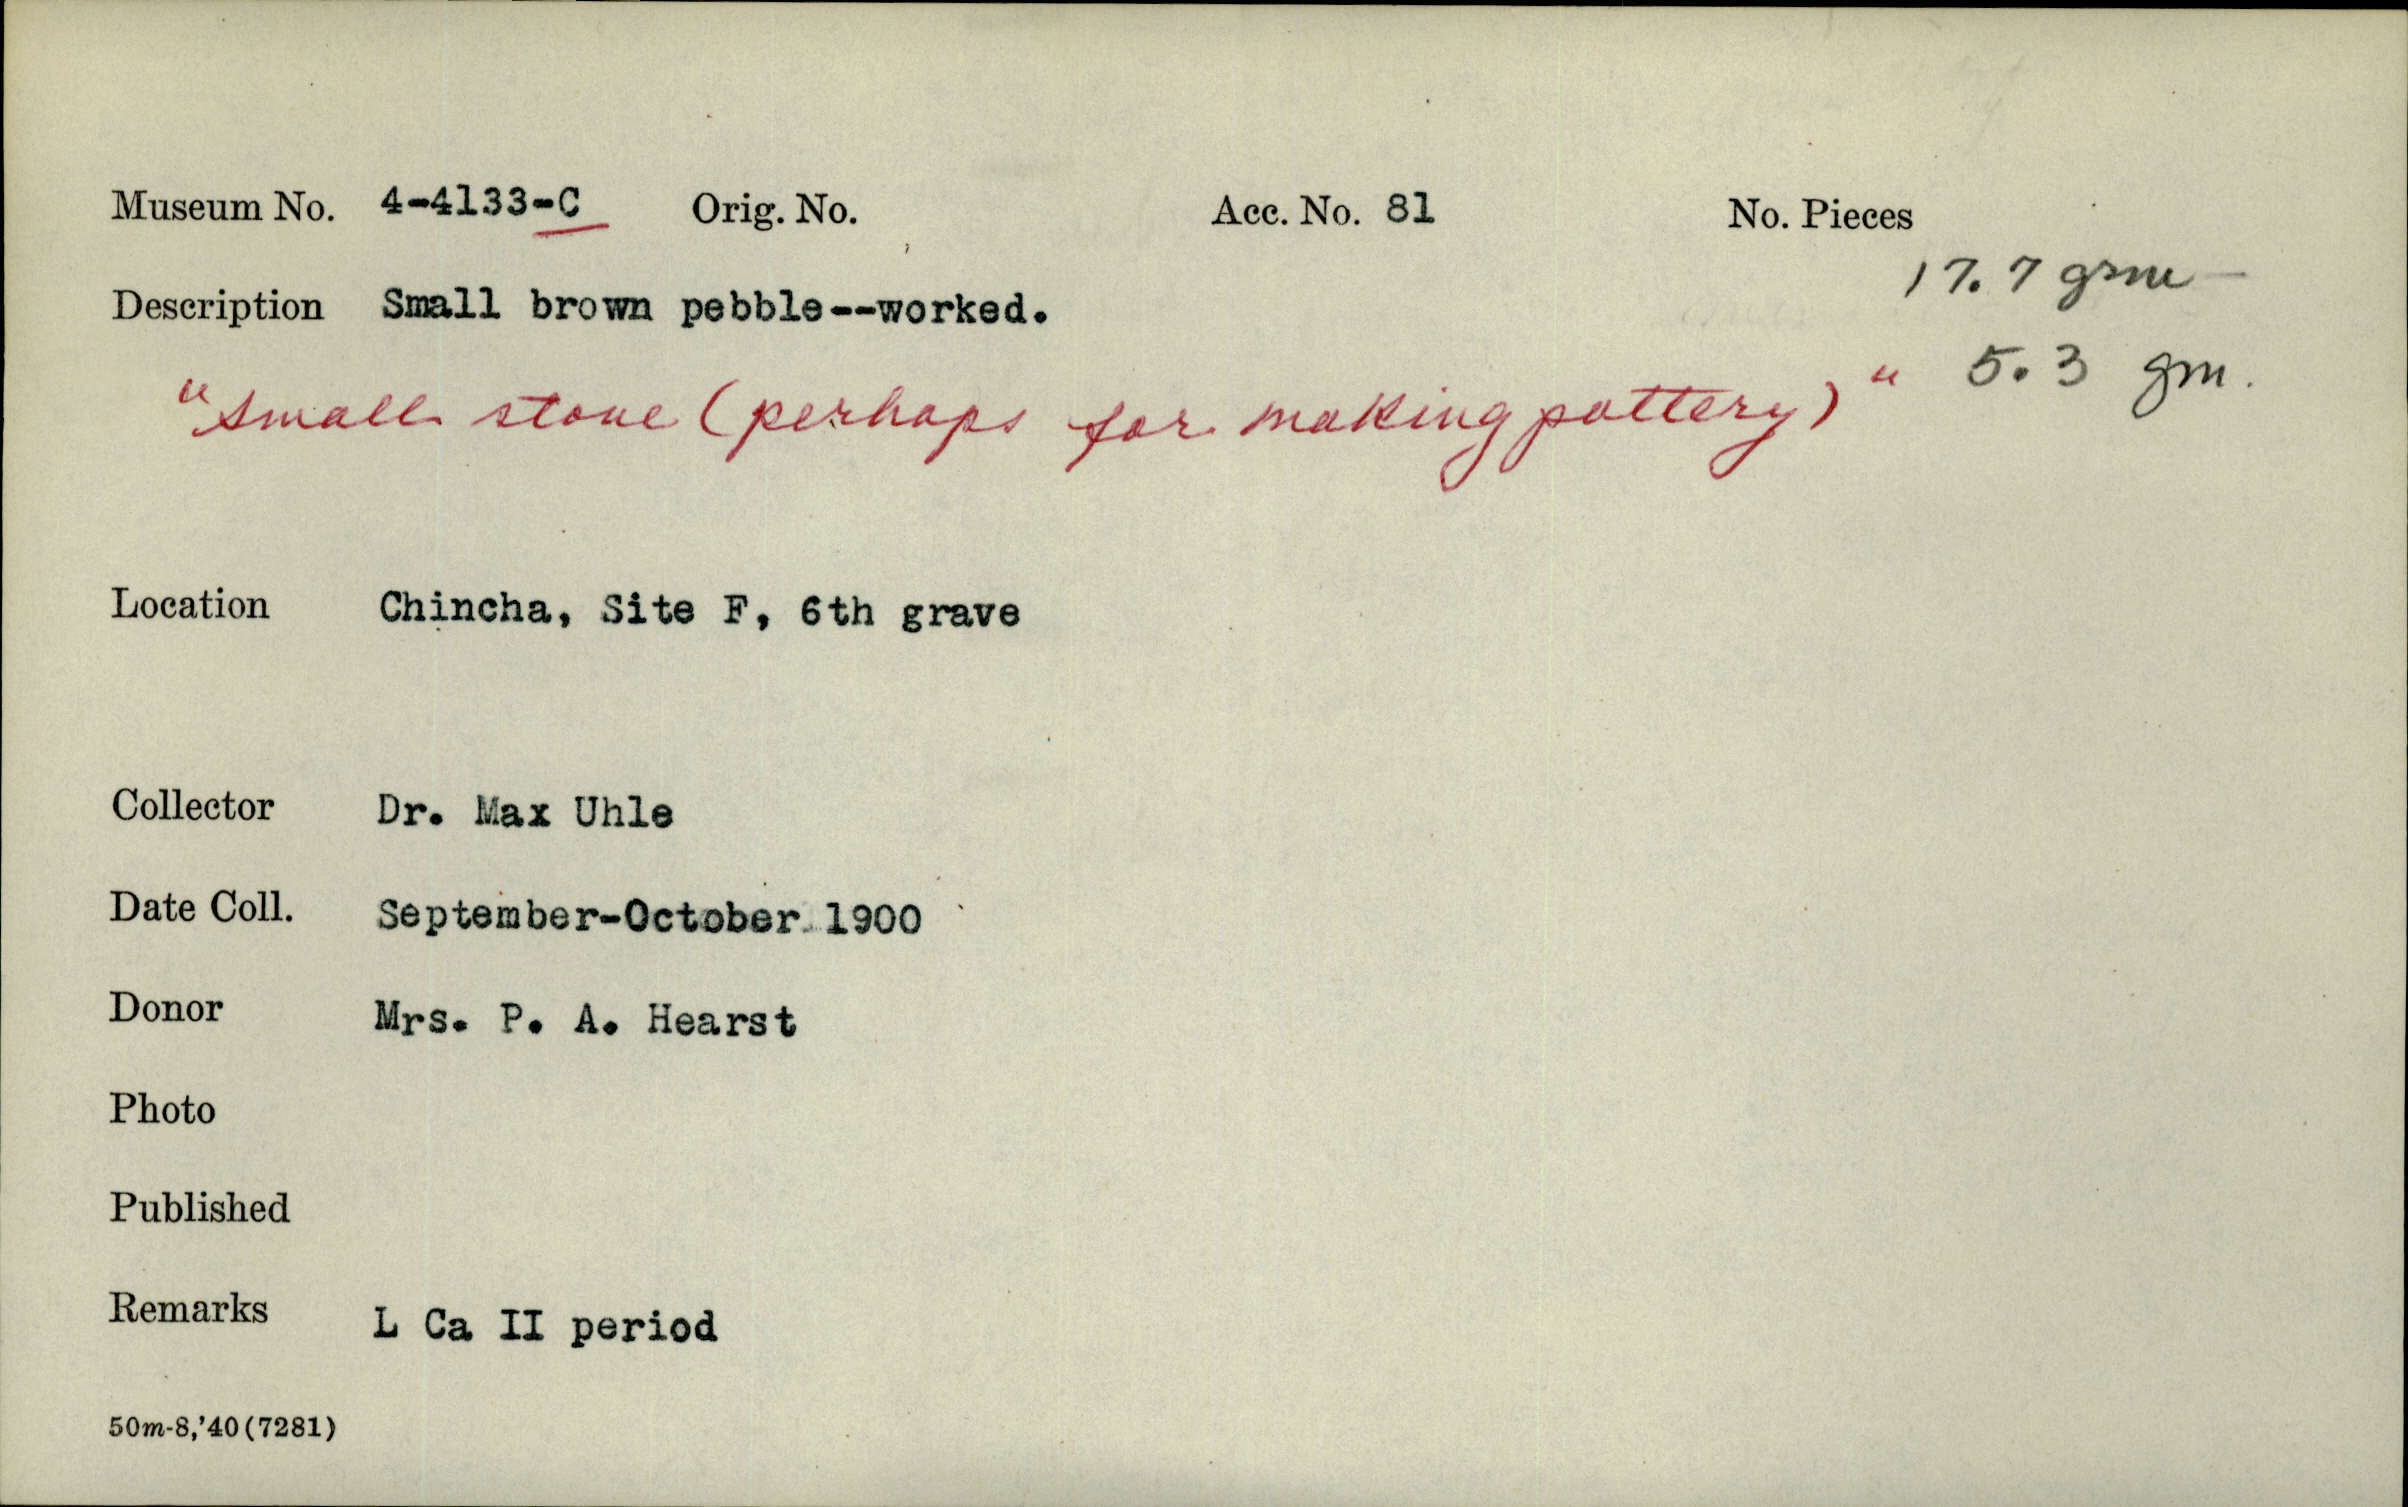 Museum No. 4-4133-C Orig. No. Acc. No. 81 No. Pieces
17.7 grm —
Description Small brown pebble--worked.
"Small stone (perhaps for making pottery)" 5.3 gm.
Location Chincha, Site F, 6th grave
Collector Dr. Max Uhle
Date Coll. September-October 1900
Donor Mrs. P. A. Hearst
Photo
Published
Remarks L Ca II period
50m-8,'40(7281)